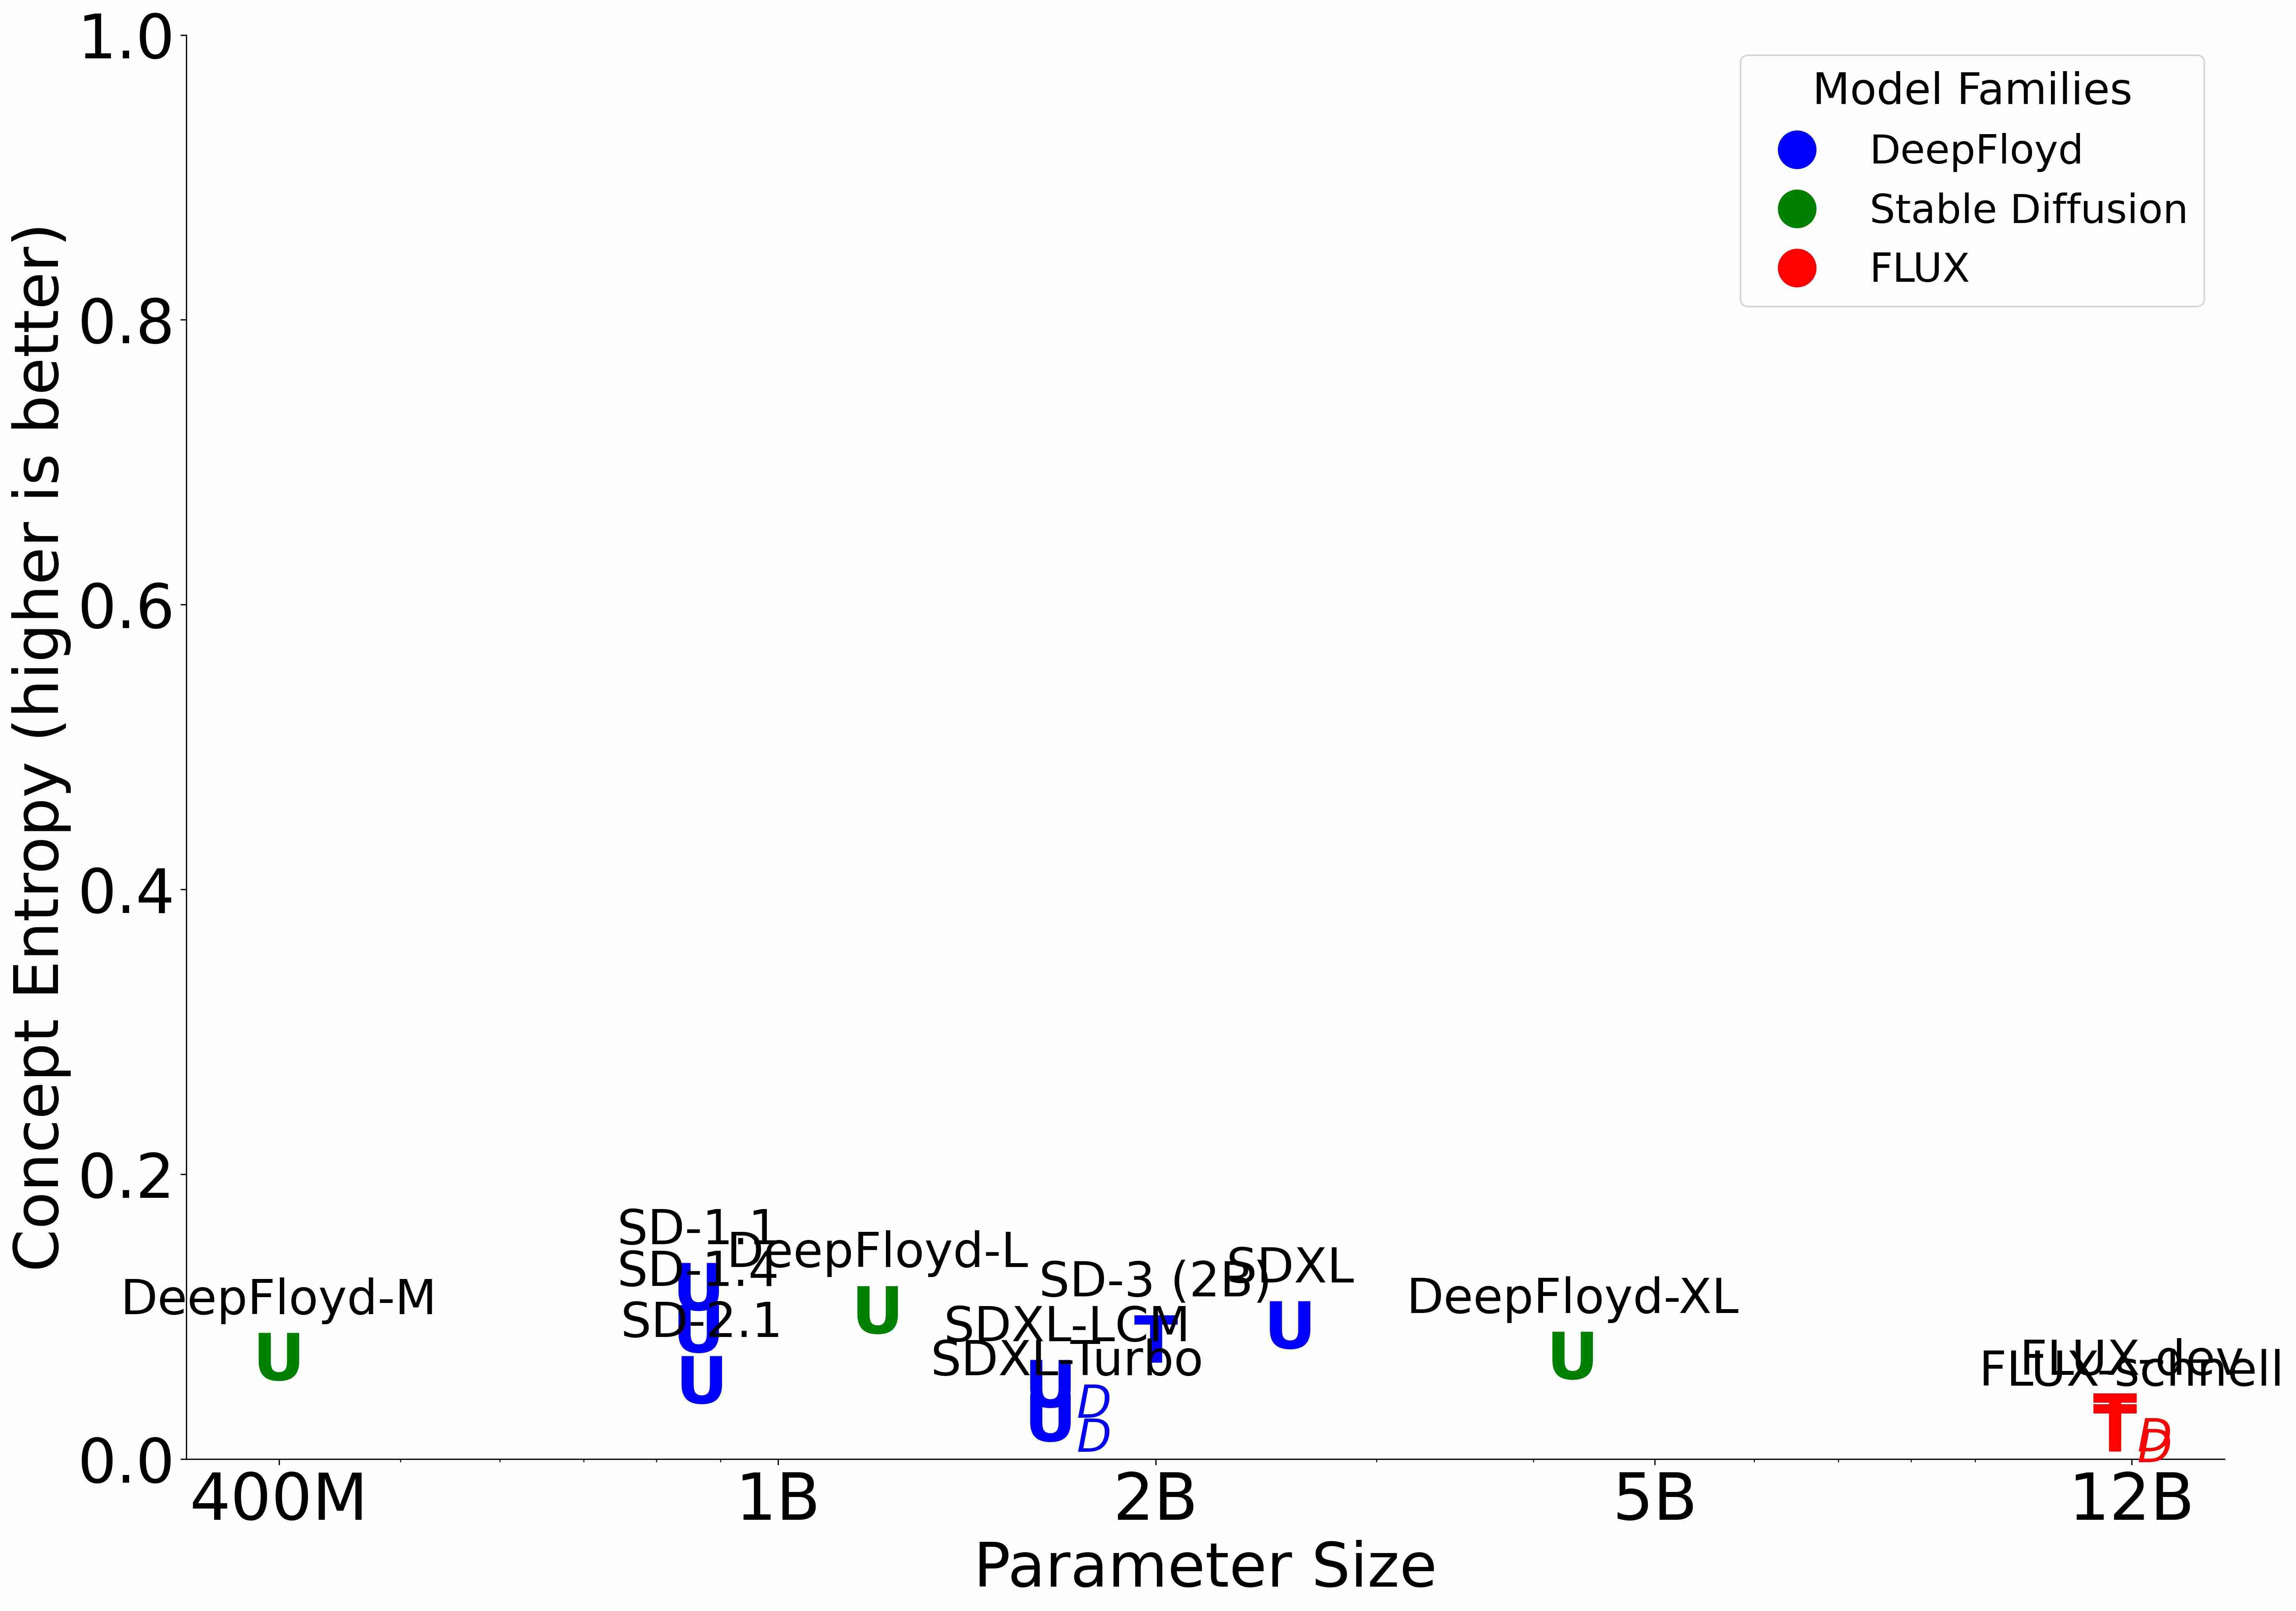 Concept Entropy (higher is better)
1.0
0.8
0.6
0.4
0.2
0.0
Model Families
DeepFloyd
Stable Diffusion
FLUX
SD-1.1
SD-1.4
SD-2.1
DeepFloyd-M
DeepFloyd-L
SD-3 (2B)
SDXL
SDXL-LCM
SDXL-Turbo
DeepFloyd-XL
FLUX-dev
FLUX-schnell
U
U
U
U
U
U
D
U
D
T
U
U
T
D
T
D
400M
1B
2B
5B
12B
Parameter Size